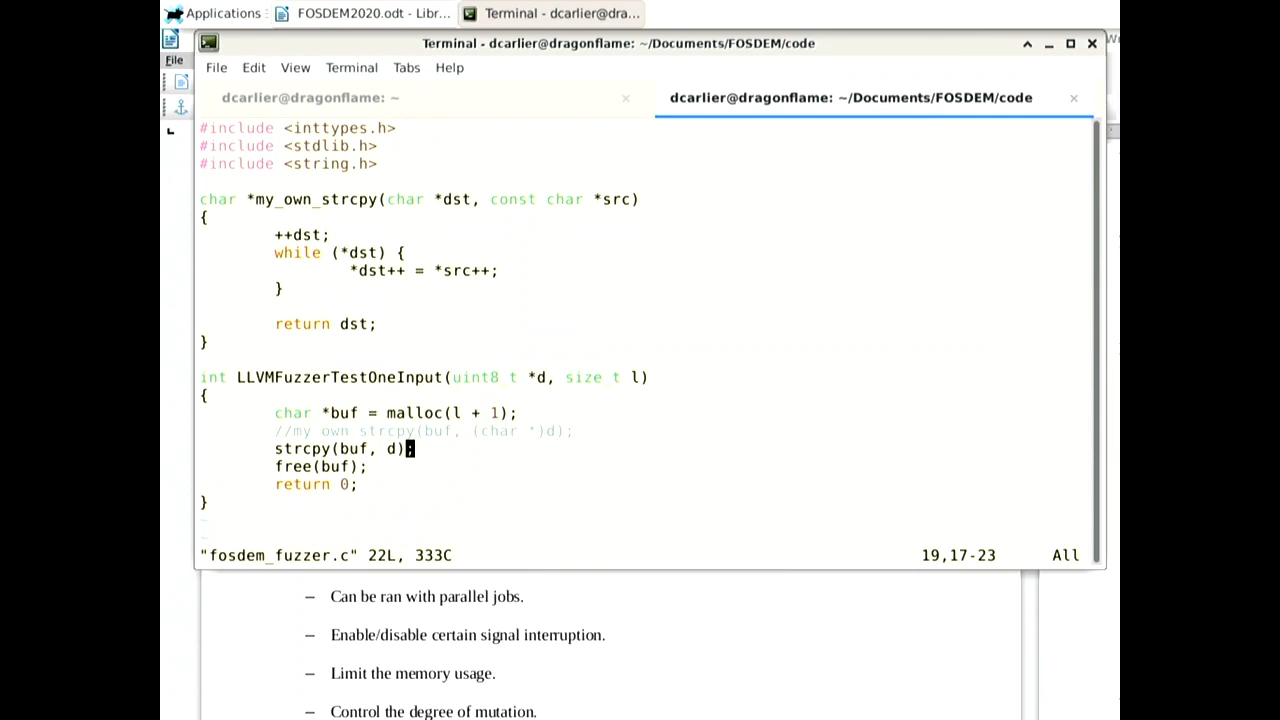 Applications
FOSDEM2020.odt - Libr...
Terminal - dcarlier@dra...
Terminal - dcarlier@dragonflame: ~/Documents/FOSDEM/code
File
File Edit View Terminal Tabs Help
dcarlier@dragonflame: ~
dcarlier@dragonflame: ~/Documents/FOSDEM/code
#include <inttypes.h>
#include <stdlib.h>
#include <string.h>
char *my_own_strcpy(char *dst, const char *src)
{
++dst;
while (*dst) {
*dst++ = *src++;
}
return dst;
}
int LLVMFuzzerTestOneInput(uint8_t *d, size_t l)
{
char *buf = malloc(l + 1);
//my_own_strcpy(buf, (char *)d);
strcpy(buf, d);
free(buf);
return 0;
}
~
~
"fosdem_fuzzer.c" 22L, 333C 19,17-23 All
– Can be ran with parallel jobs.
– Enable/disable certain signal interruption.
– Limit the memory usage.
– Control the degree of mutation.